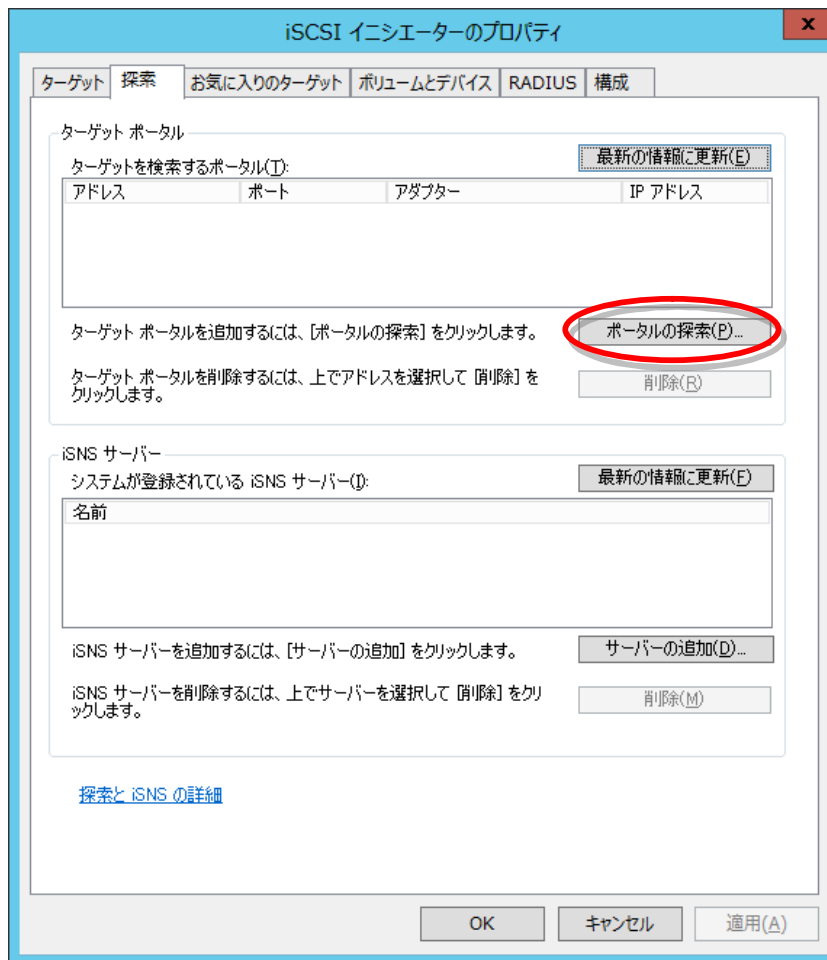 iSCSI イニシエーターのプロパティ
x
ターゲット 探索 お気に入りのターゲット ボリュームとデバイス RADIUS 構成
ターゲット ポータル
ターゲットを検索するポータル(T):
最新の情報に更新(E)
アドレス ポート アダプター IP アドレス
ターゲット ポータルを追加するには、[ポータルの探索] をクリックします。
ポータルの探索(P)...
ターゲット ポータルを削除するには、上でアドレスを選択して [削除] を
クリックします。
削除(R)
iSNS サーバー
システムが登録されている iSNS サーバー(I):
最新の情報に更新(F)
名前
iSNS サーバーを追加するには、[サーバーの追加] をクリックします。
サーバーの追加(D)...
iSNS サーバーを削除するには、上でサーバーを選択して [削除] をクリ
ックします。
削除(M)
探索と iSNS の詳細
OK キャンセル 適用(A)